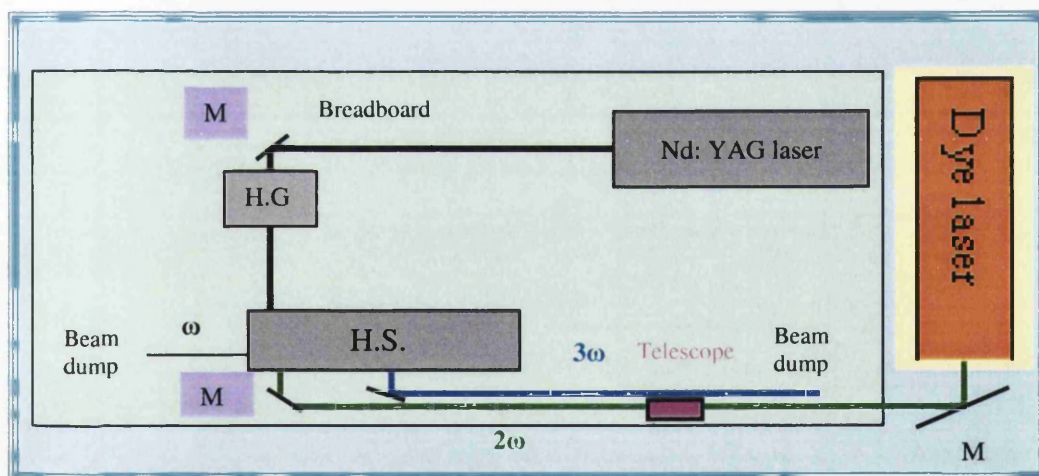 M
Breadboard
Nd: YAG laser
H.G
Dye laser
ω
Beam
dump
H.S.
3ω
Telescope
Beam
dump
M
2ω
M